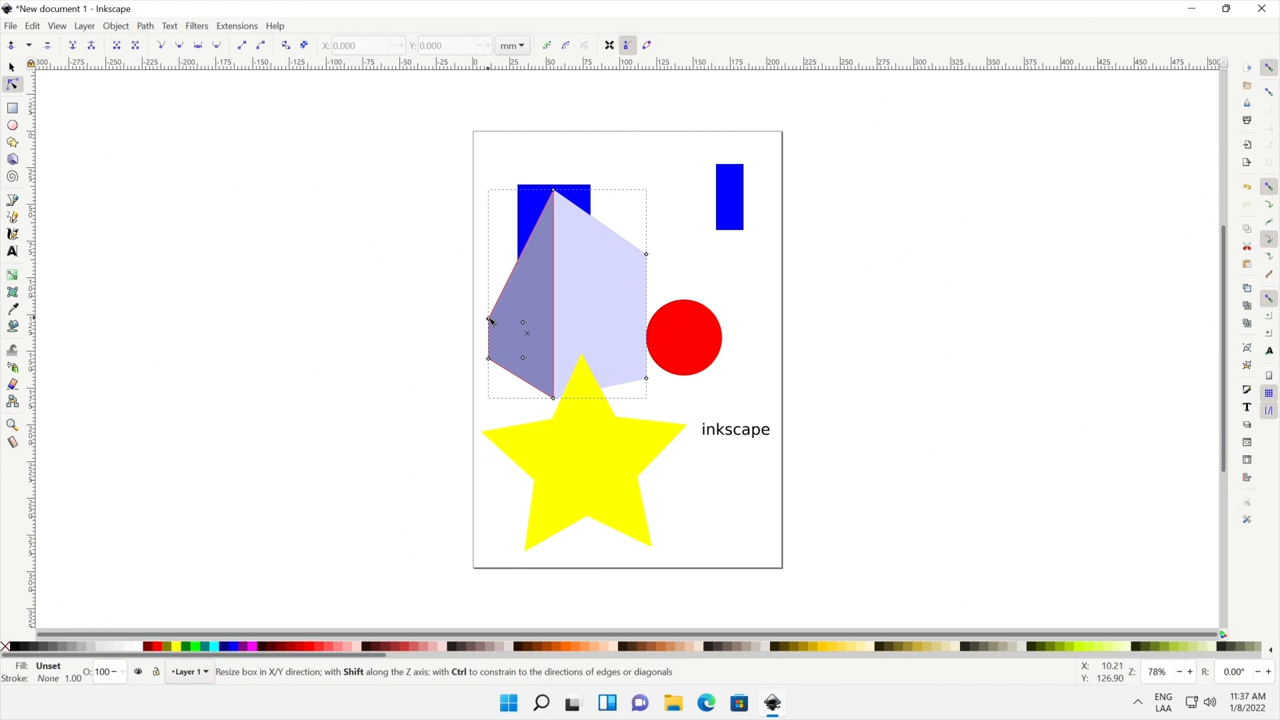 *New document 1 - Inkscape
File Edit View Layer Object Path Text Filters Extensions Help
X: 0.000 Y: 0.000 mm
inkscape
Fill: Unset
Stroke: None 1.00
O: 100
•Layer 1
Resize box in X/Y direction; with Shift along the Z axis; with Ctrl to constrain to the directions of edges or diagonals
X: 10.21
Y: 126.90
Z: 78%
R: 0.00°
ENG
LAA
11:37 AM
1/8/2022